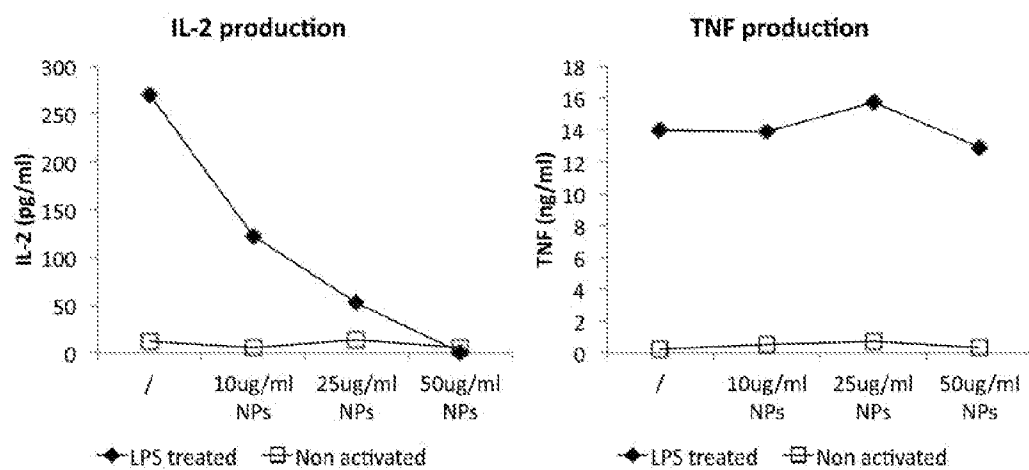 IL-2 production
300
250
200
150
100
50
0
IL-2 (pg/ml)
/
10ug/ml NPs
25ug/ml NPs
50ug/ml NPs
LPS treated
Non activated
TNF production
18
16
14
12
10
8
6
4
2
0
TNF (ng/ml)
/
10ug/ml NPs
25ug/ml NPs
50ug/ml NPs
LPS treated
Non activated